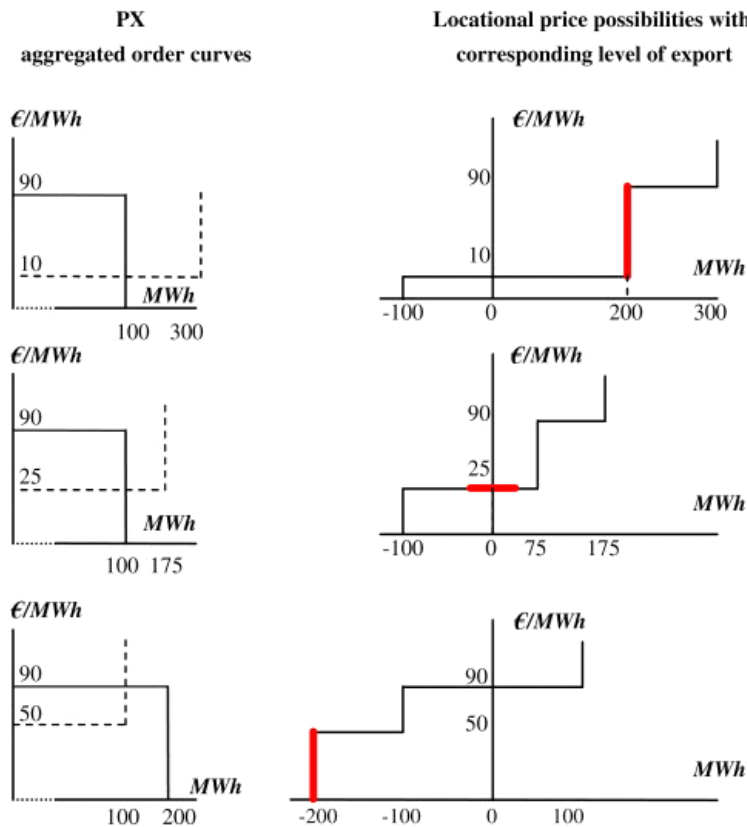 PX
aggregated order curves
Locational price possibilities with
corresponding level of export
€/MWh
90
10
MWh
100 300
€/MWh
90
10
MWh
-100 0 200 300
€/MWh
90
25
MWh
100 175
€/MWh
90
25
MWh
-100 0 75 175
€/MWh
90
50
MWh
100 200
€/MWh
90
50
MWh
-200 -100 0 100